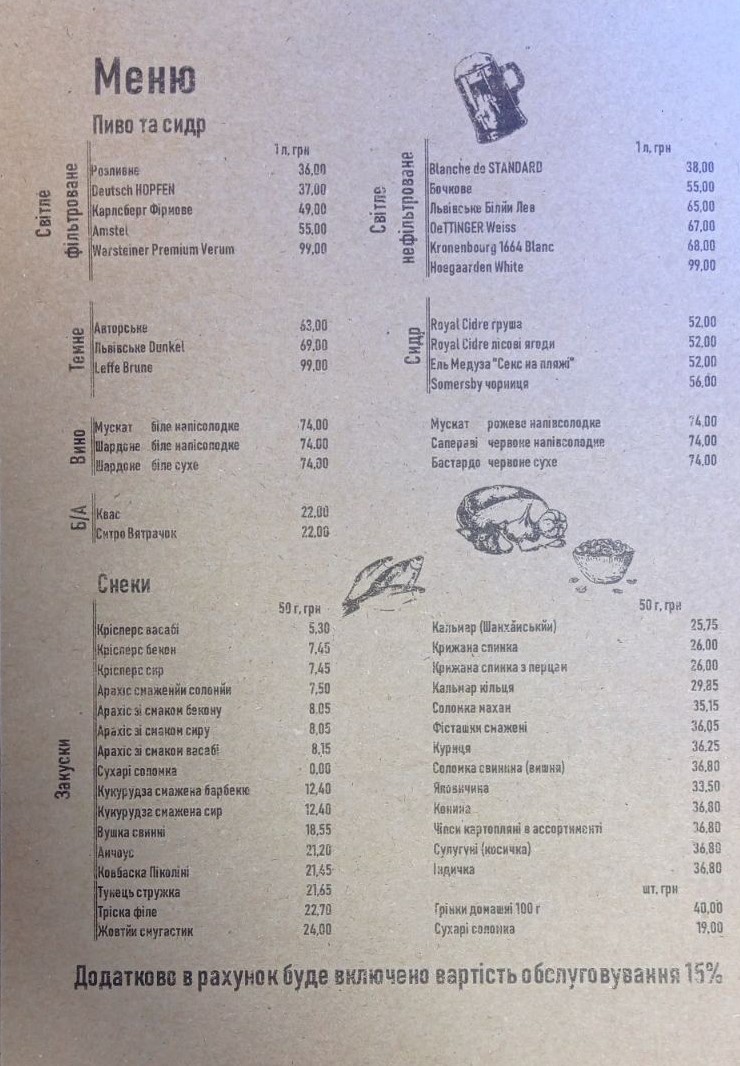 Меню
Пиво та сидр
1 л, грн
Світле фільтроване
Розливне 36,00
Deutsch HOPFEN 37,00
Карлсберг Фірмове 49,00
Amstel 55,00
Warsteiner Premium Verum 99,00
1 л, грн
Світле нефільтроване
Blanche de STANDARD 38,00
Бочкове 55,00
Львівське Білий Лев 65,00
OeTTINGER Weiss 67,00
Kronenbourg 1664 Blanc 68,00
Hoegaarden White 99,00
Темне
Авторське 63,00
Львівське Dunkel 69,00
Leffe Brune 99,00
Сидр
Royal Cidre груша 52,00
Royal Cidre лісові ягоди 52,00
Ель Медуза "Секс на пляжі" 52,00
Somersby чорниця 56,00
Вино
Мускат біле напісолодке 74,00
Шардоне біле напісолодке 74,00
Шардоне біле сухе 74,00
Мускат рожеве напівсолодке 74,00
Сапераві червоне напівсолодке 74,00
Бастардо червоне сухе 74,00
Б/А
Квас 22,00
Ситро Вятрачок 22,00
Снеки
50 г, грн
Закуски
Крісперс васабі 5,30
Крісперс бекон 7,45
Крісперс сир 7,45
Арахіс смажений солоний 7,50
Арахіс зі смаком бекону 8,05
Арахіс зі смаком сиру 8,05
Арахіс зі смаком васабі 8,15
Сухарі соломка 0,00
Кукурудза смажена барбекю 12,40
Кукурудза смажена сир 12,40
Вушка свинні 18,55
Анчоус 21,20
Ковбаска Піколіні 21,45
Тунець стружка 21,65
Тріска філе 22,70
Жовтий смугастик 24,00
50 г, грн
Кальмар (Шанхайський) 25,75
Крижана спинка 26,00
Крижана спинка з перцем 26,00
Кальмар кільця 29,85
Соломка махан 35,15
Фісташки смажені 36,05
Куриця 36,25
Соломка свинина (вишня) 36,80
Яловичина 33,50
Конина 36,80
Чіпси картопляні в ассортименті 36,80
Сулугуні (косичка) 36,80
Індичка 36,80
шт, грн
Грінки домашні 100 г 40,00
Сухарі соломка 19,00
Додатково в рахунок буде включено вартість обслуговування 15%